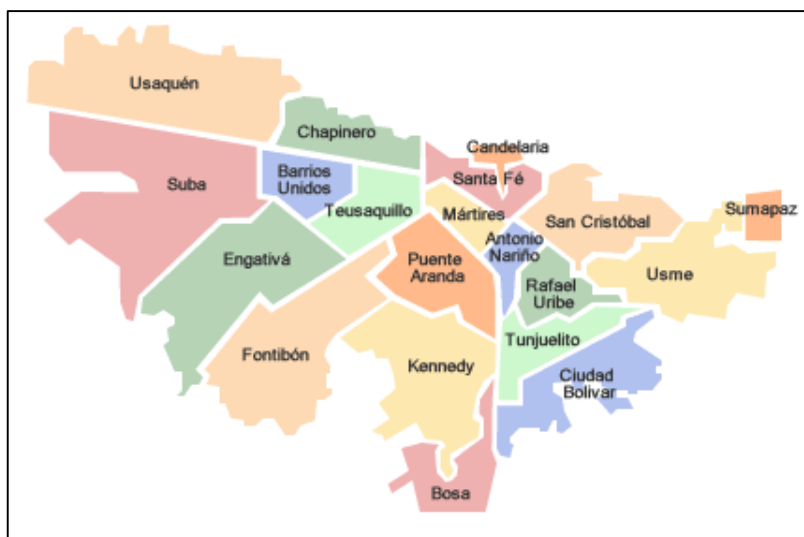 Usaquén
Chapinero
Candelaria
Barrios
Unidos
Santa Fé
Suba
Teusaquillo
Mártires
San Cristóbal
Sumapaz
Antonio
Nariño
Engativá
Puente
Aranda
Usme
Rafael
Uribe
Fontibón
Kennedy
Tunjuelito
Ciudad
Bolivar
Bosa